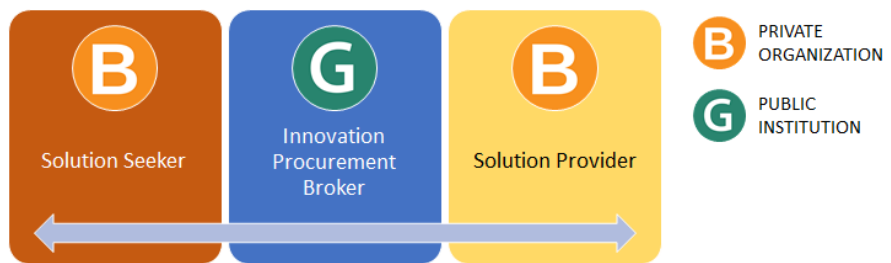 B
Solution Seeker
G
Innovation
Procurement
Broker
B
Solution Provider
B
PRIVATE
ORGANIZATION
G
PUBLIC
INSTITUTION